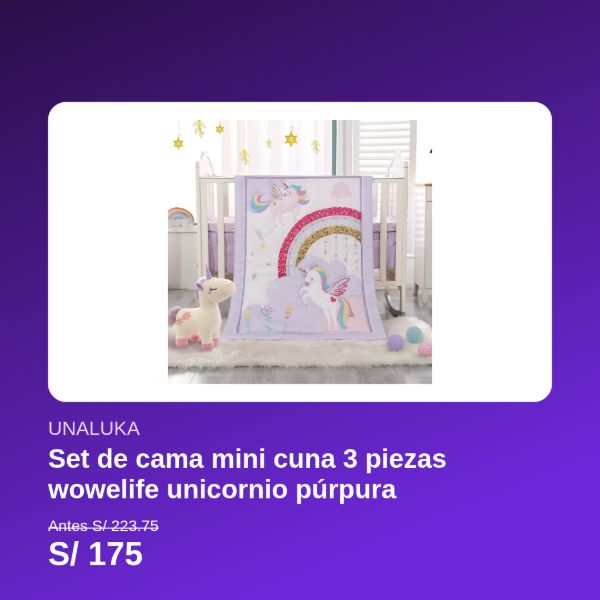 UNALUKA
Set de cama mini cuna 3 piezas
wowelife unicornio púrpura
Antes S/ 223.75
S/ 175